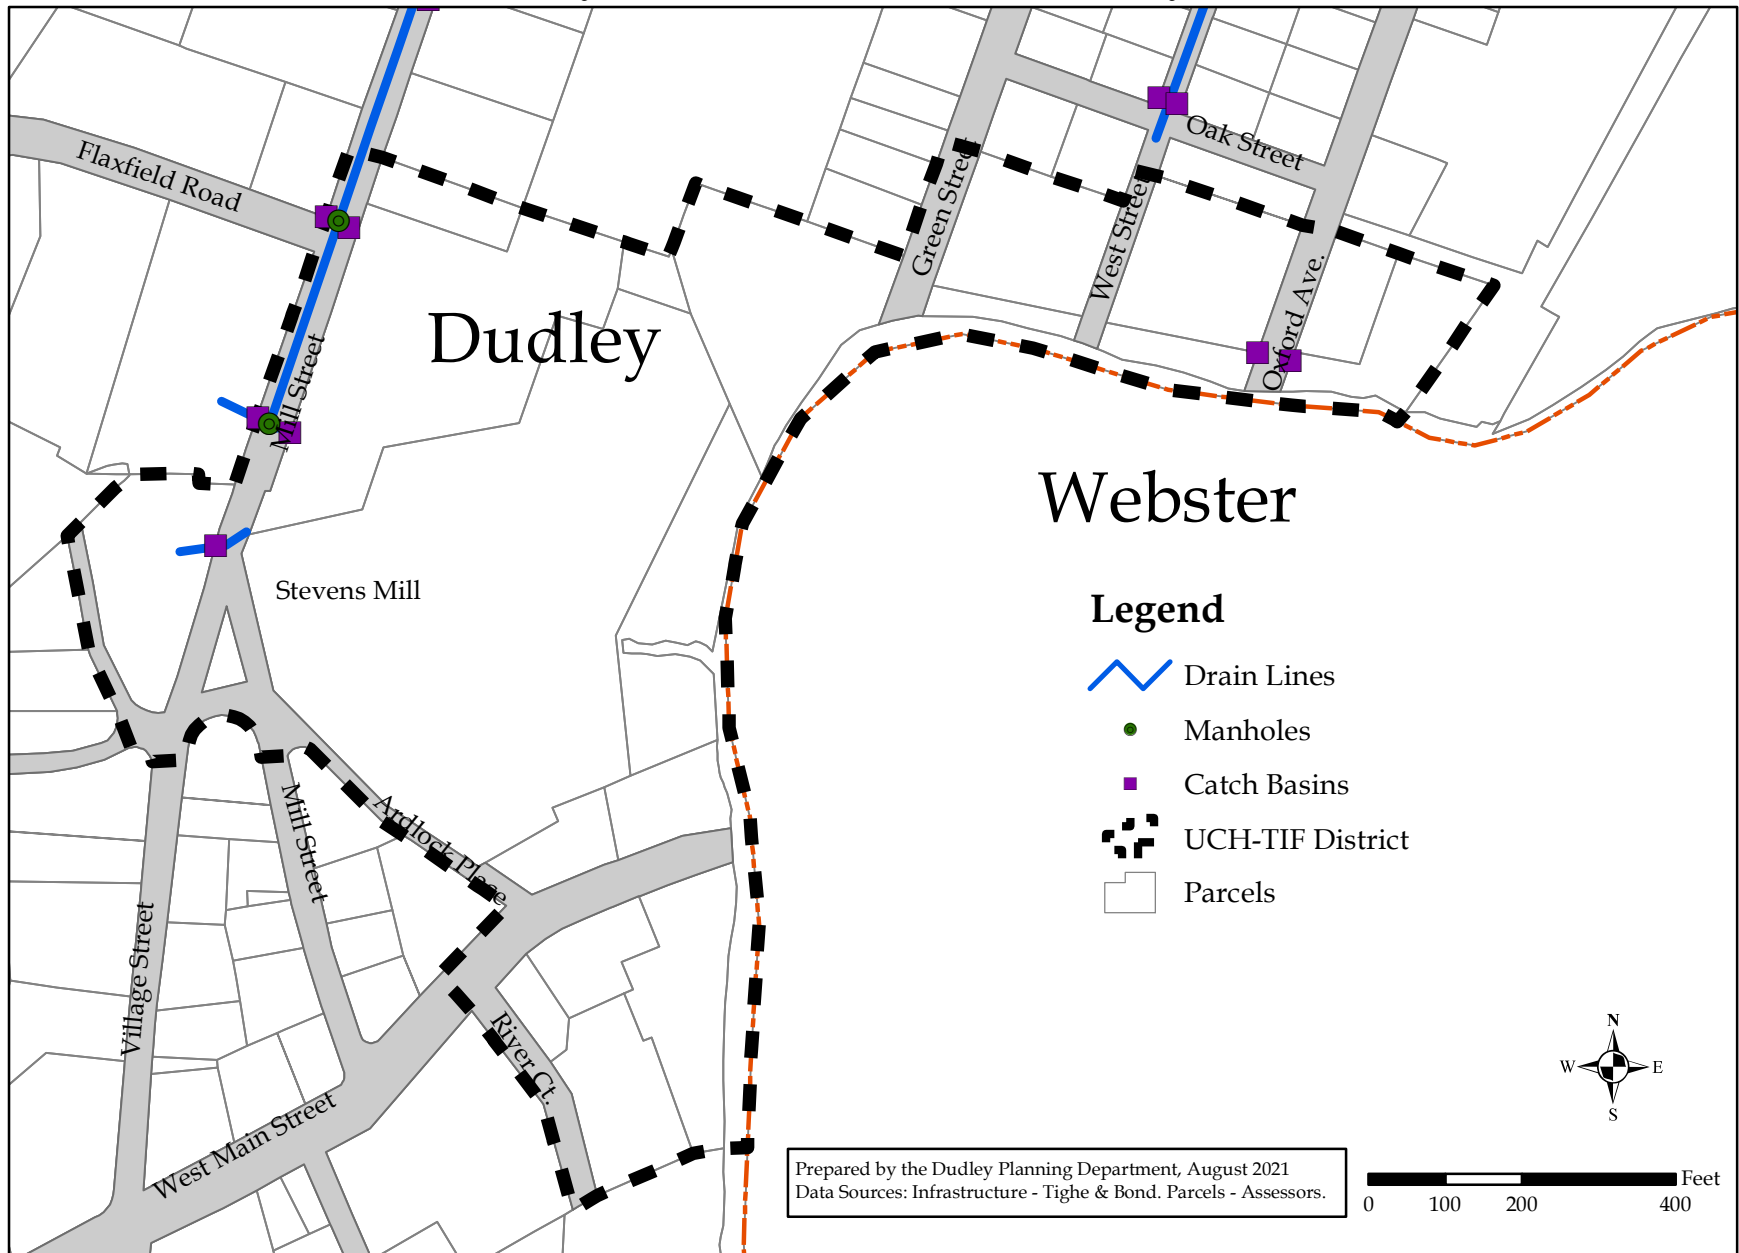 Oak Street
Flaxfield Road
Green Street
West Street
Oxford Ave.
Dudley
Mill Street
Webster
Stevens Mill
Legend
Drain Lines
Manholes
Catch Basins
UCH-TIF District
Parcels
Ardlock Place
Mill Street
Village Street
River Ct.
West Main Street
N
W
E
S
Prepared by the Dudley Planning Department, August 2021
Data Sources: Infrastructure - Tighe & Bond. Parcels - Assessors.
Feet
0 100 200 400